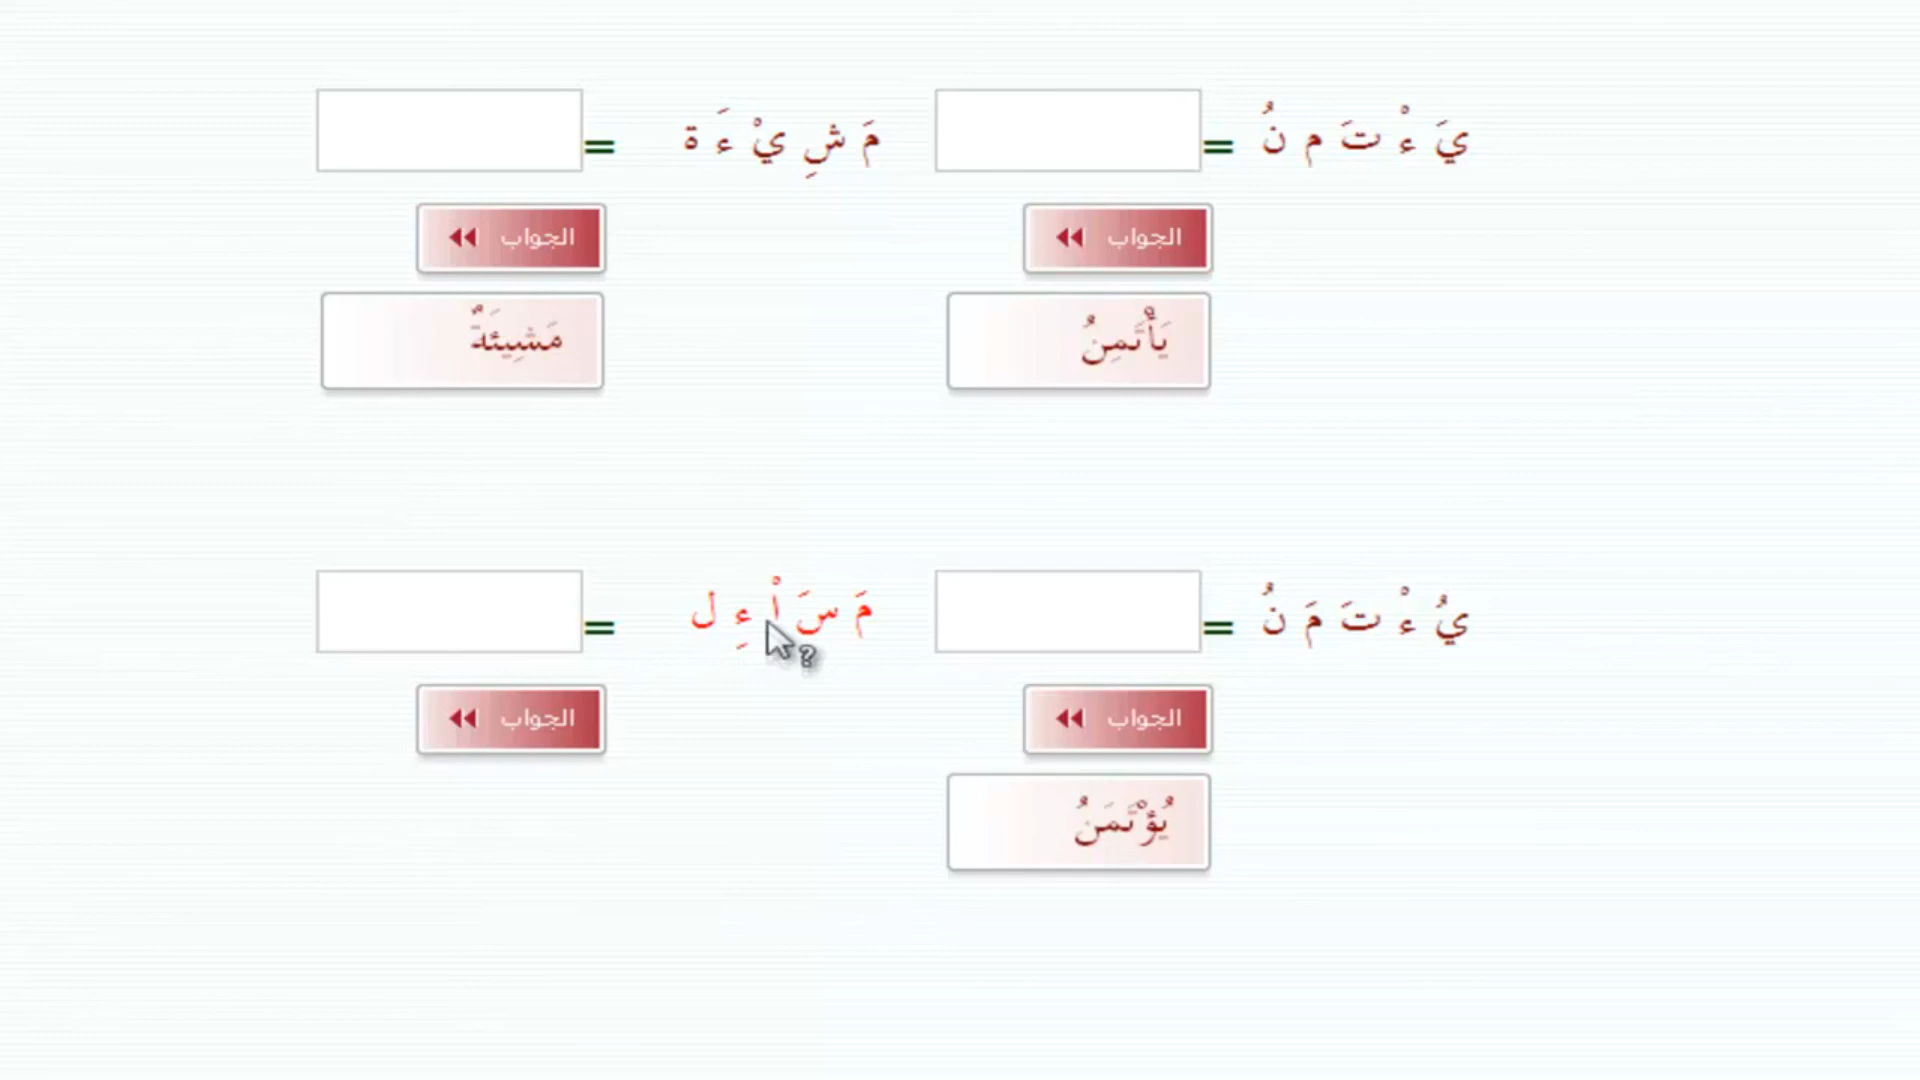 يَ ءْ تَ م نُ =
مَ شِ يْ ءَ ة =
الجواب
الجواب
يَأْتَمِنُ
مَشِيئَةٌ
يُ ءْ تَ مَ نُ =
مَ سَ اْ ءِ ل =
الجواب
الجواب
يُؤْتَمَنُ